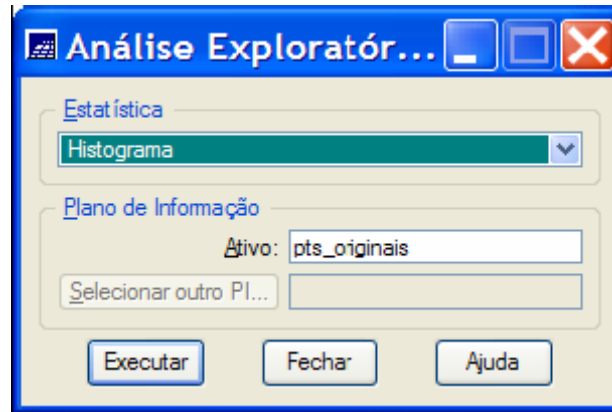 Análise Exploratór...
Estatística
Histograma
Plano de Informação
Ativo: pts_originais
Selecionar outro PI...
Executar Fechar Ajuda